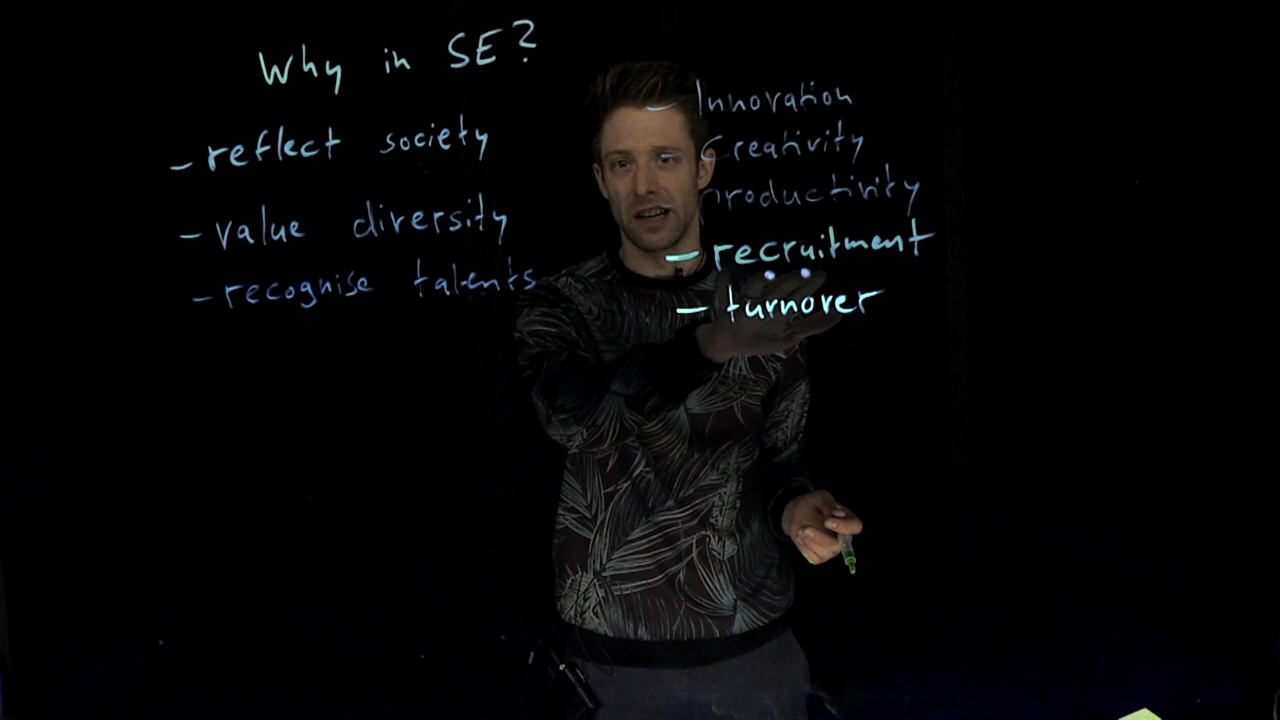 Why in SE?
- reflect society
- value diversity
- recognise talents
- Innovation
Creativity
productivity
- recruitment
- turnover